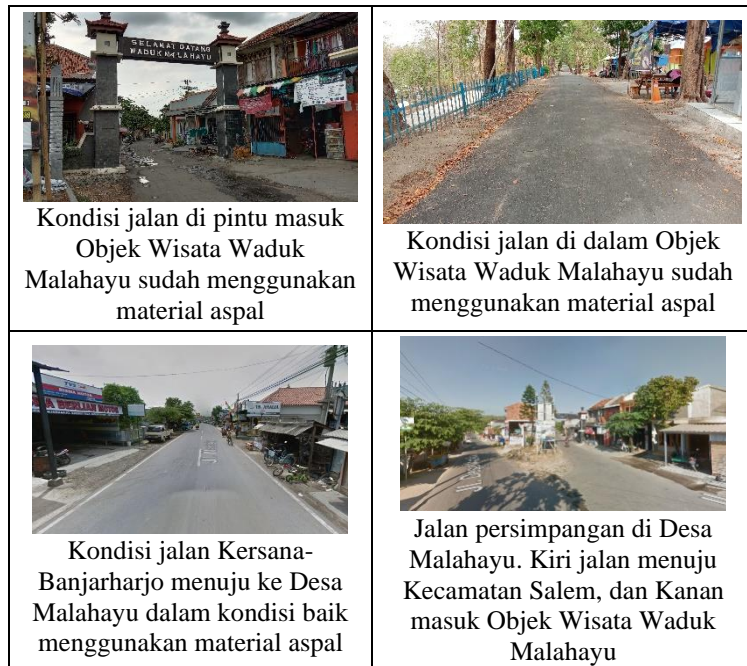 SELAMAT DATANG
WADUK MALAHAYU
Kondisi jalan di pintu masuk
Objek Wisata Waduk
Malahayu sudah menggunakan
material aspal
Kondisi jalan di dalam Objek
Wisata Waduk Malahayu sudah
menggunakan material aspal
Kondisi jalan Kersana-
Banjarharjo menuju ke Desa
Malahayu dalam kondisi baik
menggunakan material aspal
Jalan persimpangan di Desa
Malahayu. Kiri jalan menuju
Kecamatan Salem, dan Kanan
masuk Objek Wisata Waduk
Malahayu